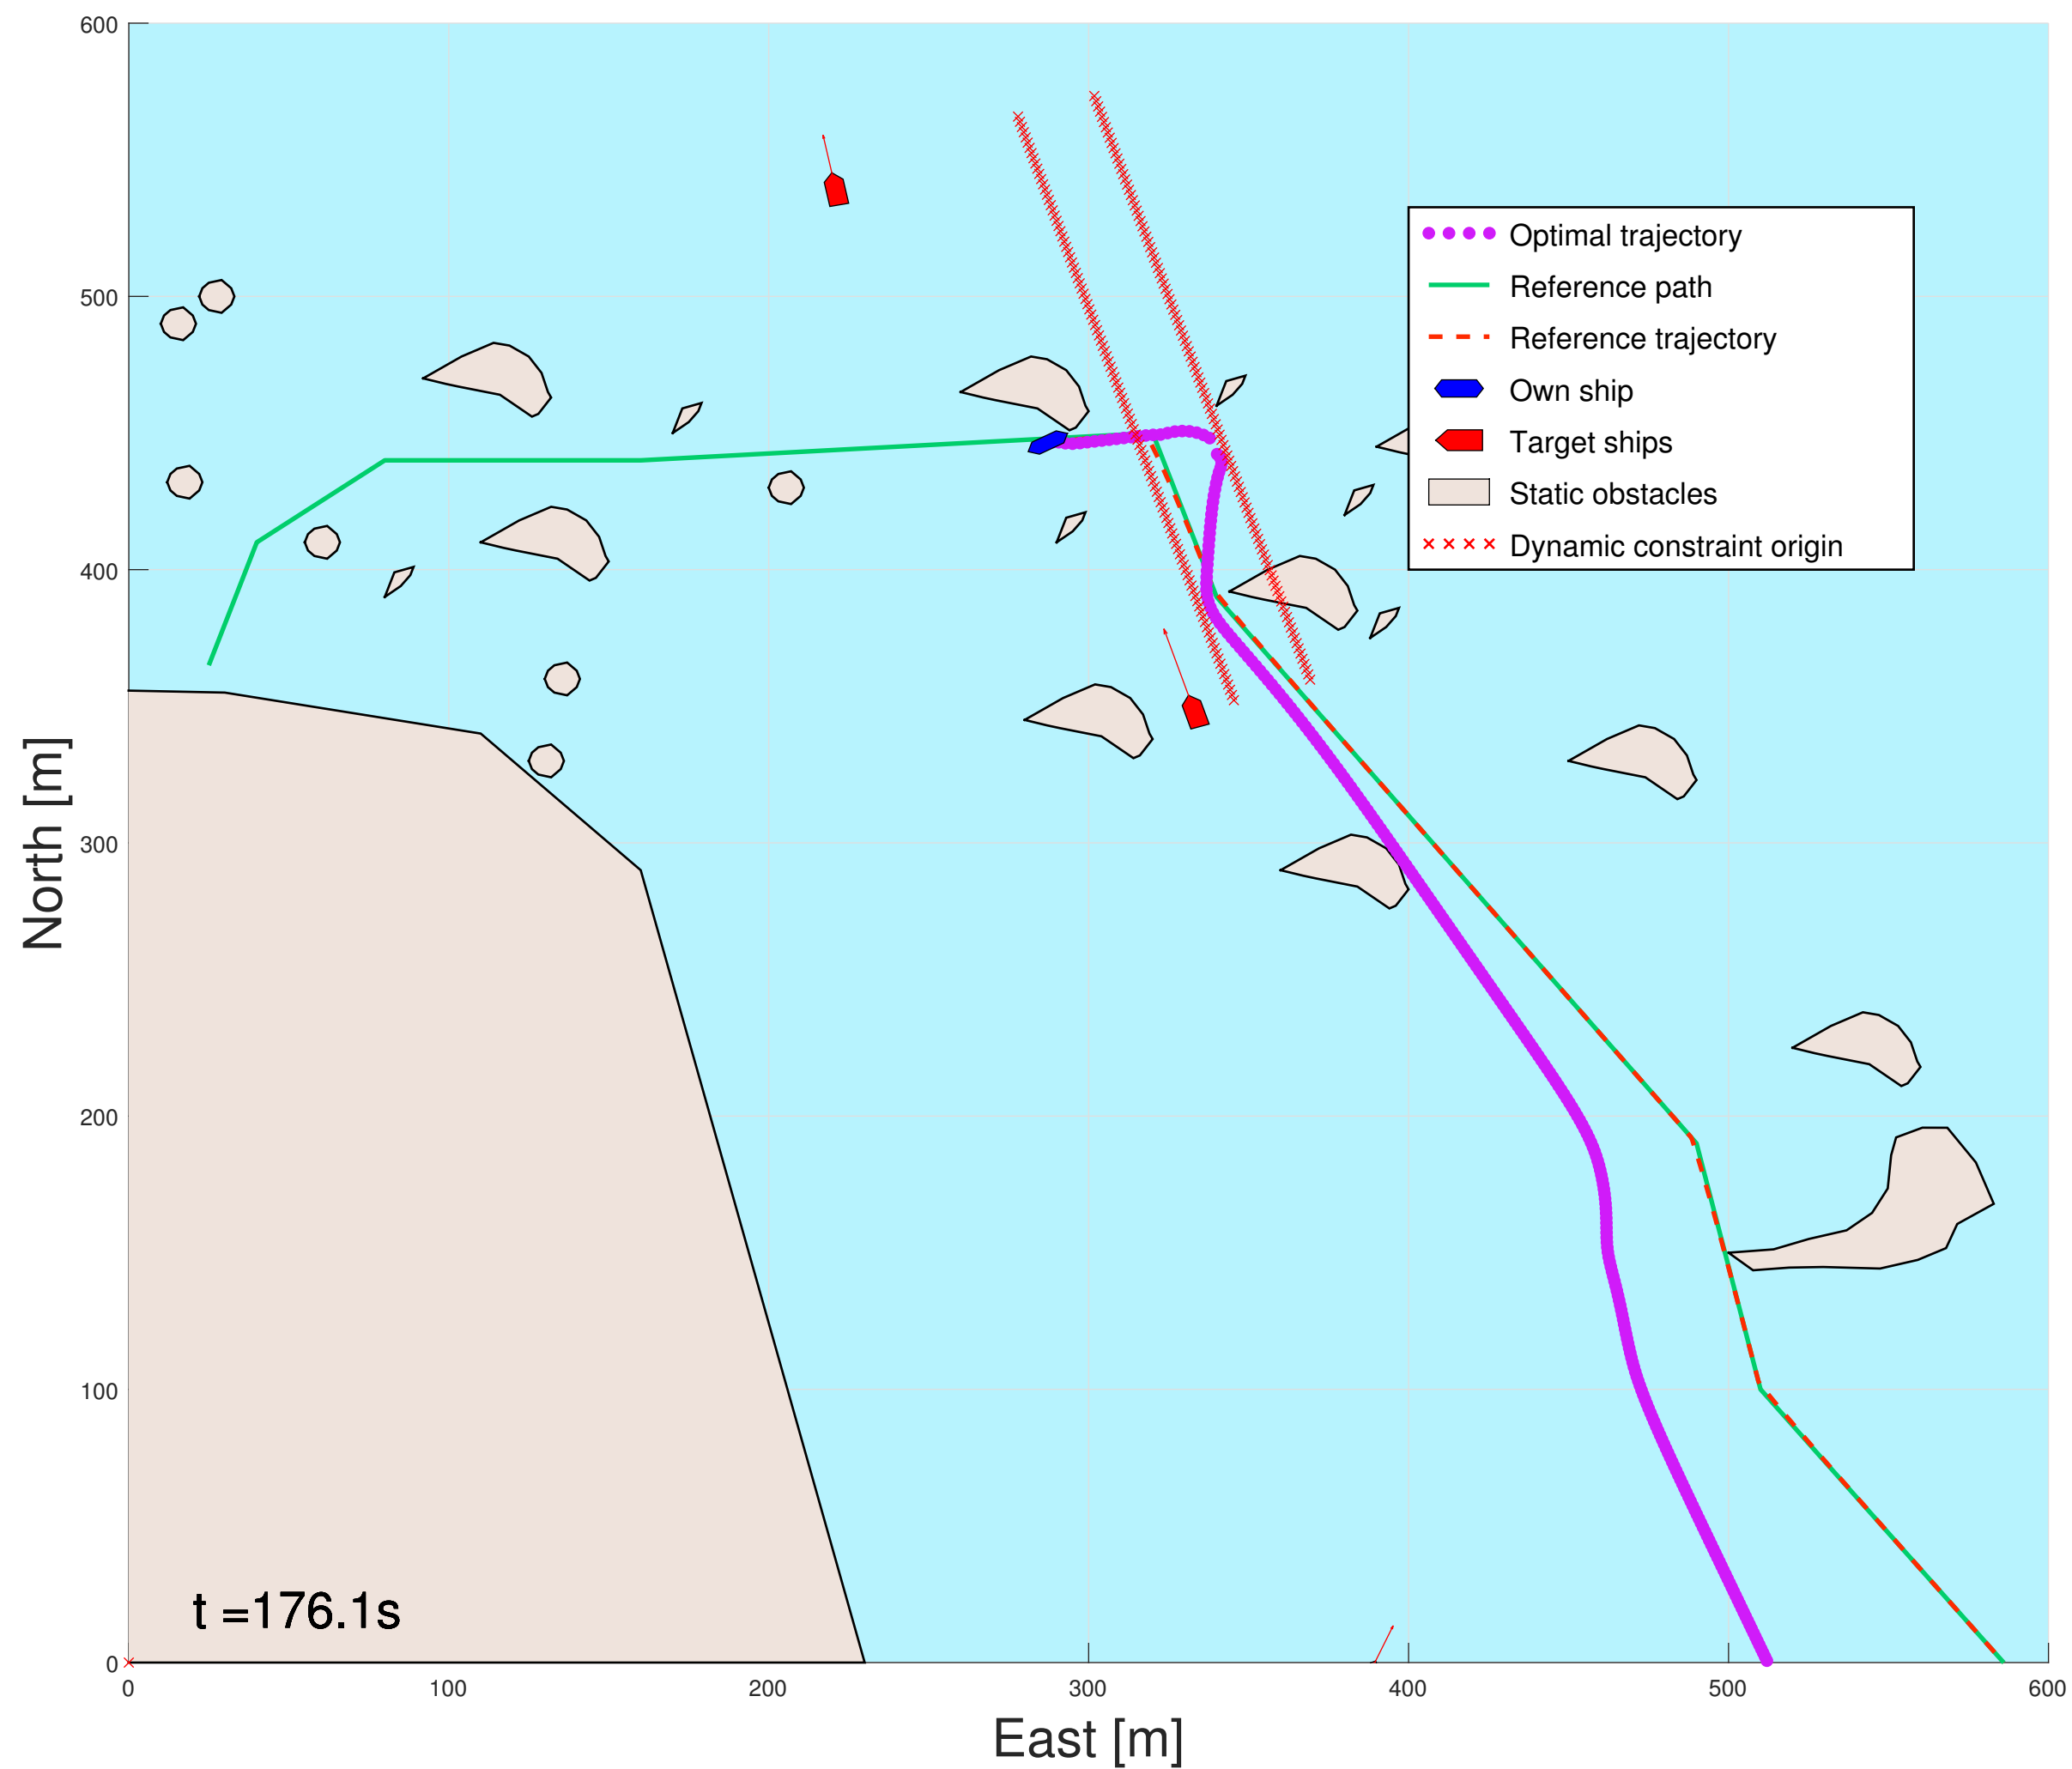 600
500
400
300
200
100
0
North [m]
Optimal trajectory
Reference path
Reference trajectory
Own ship
Target ships
Static obstacles
Dynamic constraint origin
t =176.1s
0
100
200
300
400
500
600
East [m]